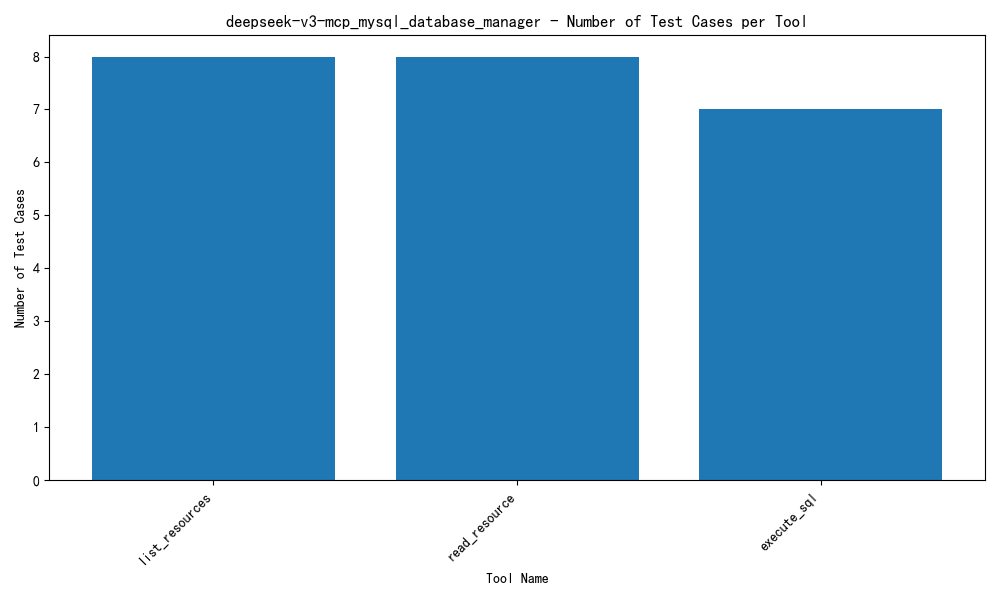 deepseek-v3-mcp_mysql_database_manager - Number of Test Cases per Tool
Number of Test Cases
8
7
6
5
4
3
2
1
0
list_resources
read_resource
execute_sql
Tool Name